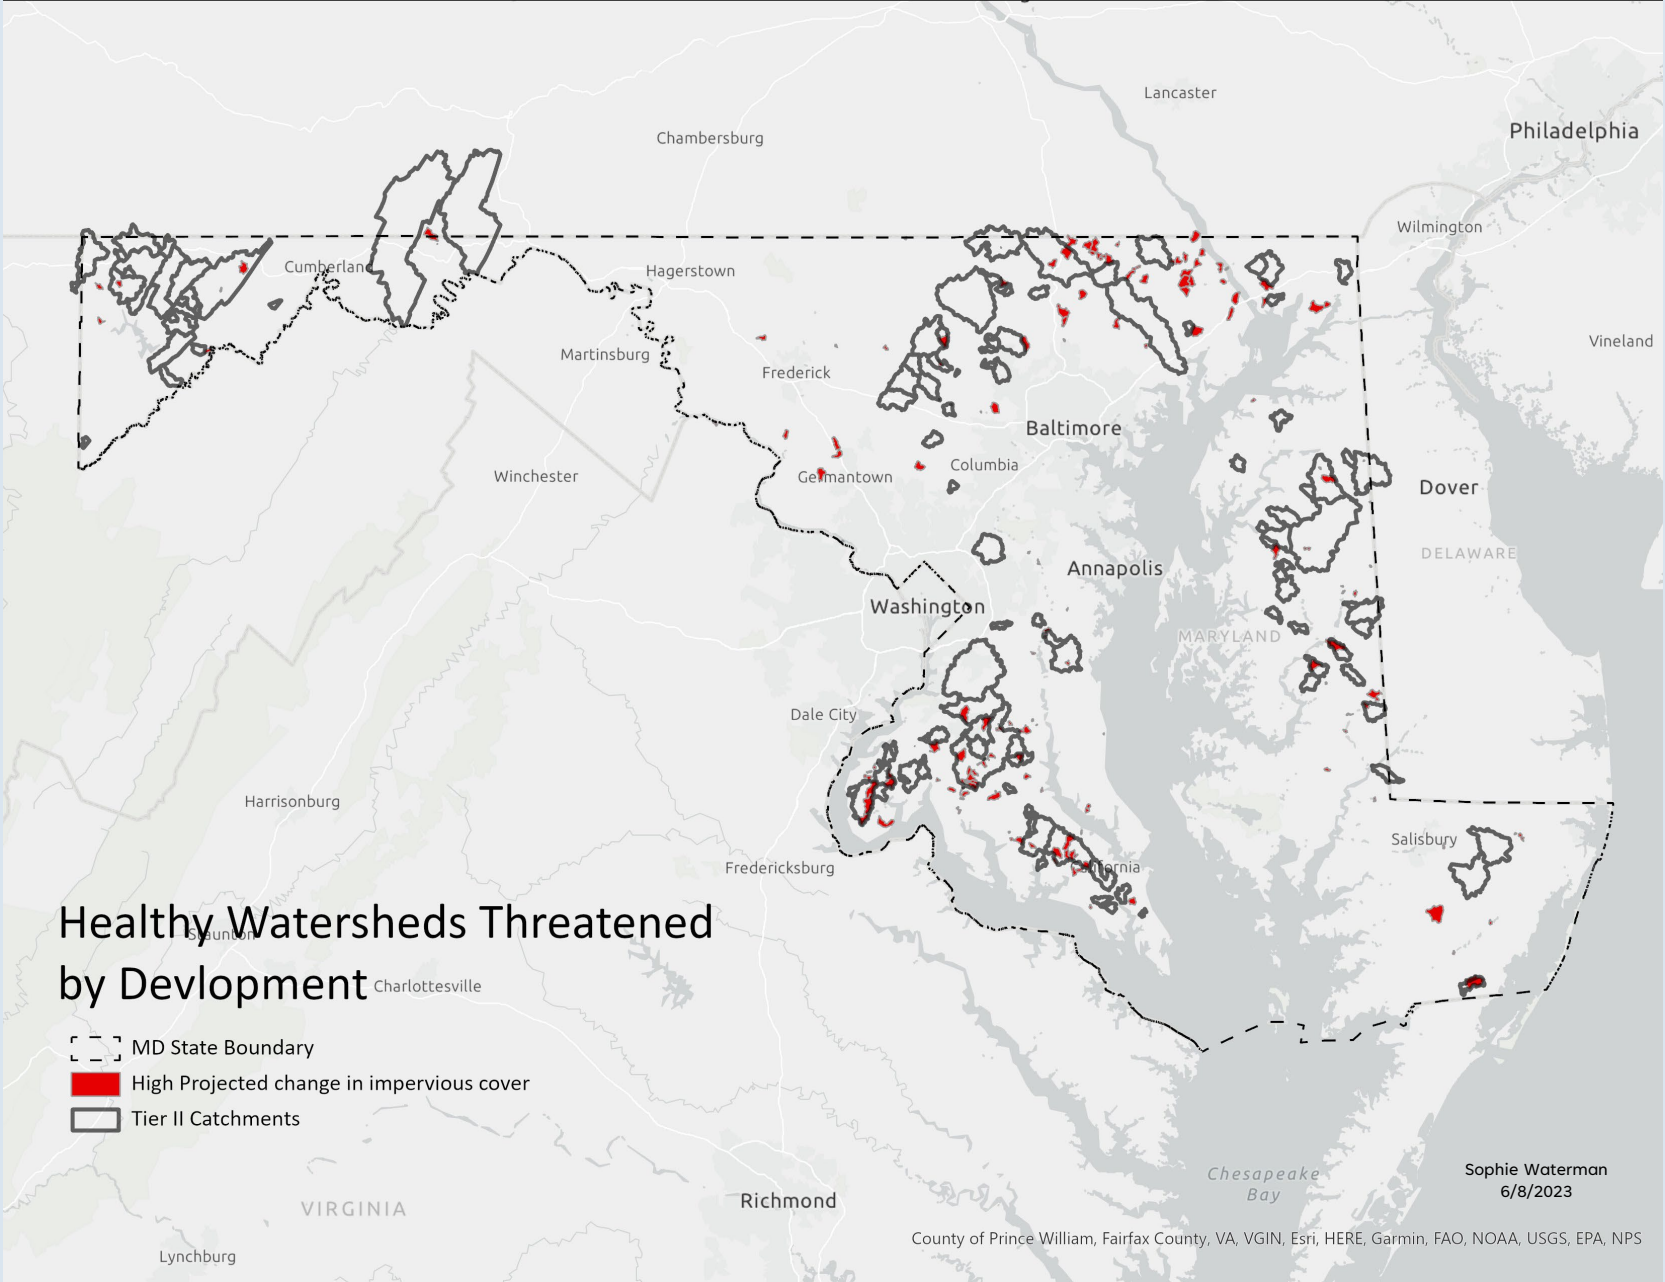 Lancaster
Philadelphia
Chambersburg
Wilmington
Cumberland
Hagerstown
Vineland
Martinsburg
Frederick
Baltimore
Columbia
Winchester
Germantown
Dover
DELAWARE
Annapolis
Washington
MARYLAND
Dale City
Harrisonburg
Salisbury
Fredericksburg
California
Healthy Watersheds Threatened
Staunton
by Devlopment
Charlottesville
MD State Boundary
High Projected change in impervious cover
Tier II Catchments
Chesapeake
Bay
Sophie Waterman
6/8/2023
Richmond
VIRGINIA
County of Prince William, Fairfax County, VA, VGIN, Esri, HERE, Garmin, FAO, NOAA, USGS, EPA, NPS
Lynchburg